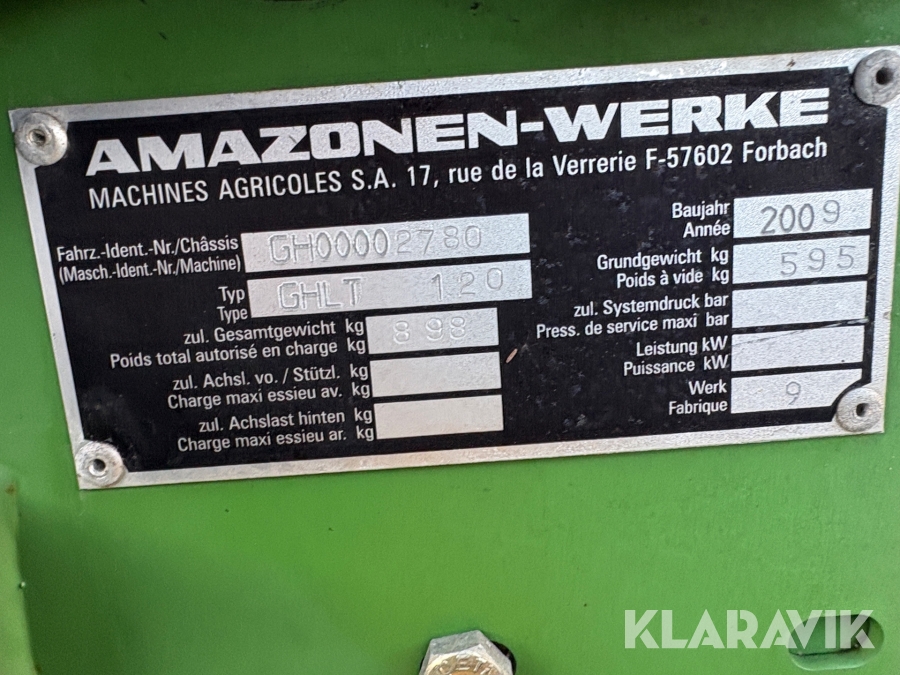 AMAZONEN-WERKE
MACHINES AGRICOLES S.A. 17, rue de la Verrerie F-57602 Forbach
Fahrz.-Ident.-Nr./Châssis
(Masch.-Ident.-Nr./Machine)
GH00002780
Typ
Type
GHLT 120
zul. Gesamtgewicht kg
Poids total autorisé en charge kg
898
zul. Achsl. vo. / Stützl. kg
Charge maxi essieu av. kg
zul. Achslast hinten kg
Charge maxi essieu ar. kg
Baujahr
Année
2009
Grundgewicht kg
Poids à vide kg
595
zul. Systemdruck bar
Press. de service maxi bar
Leistung kW
Puissance kW
Werk
Fabrique
9
KLARAVIK